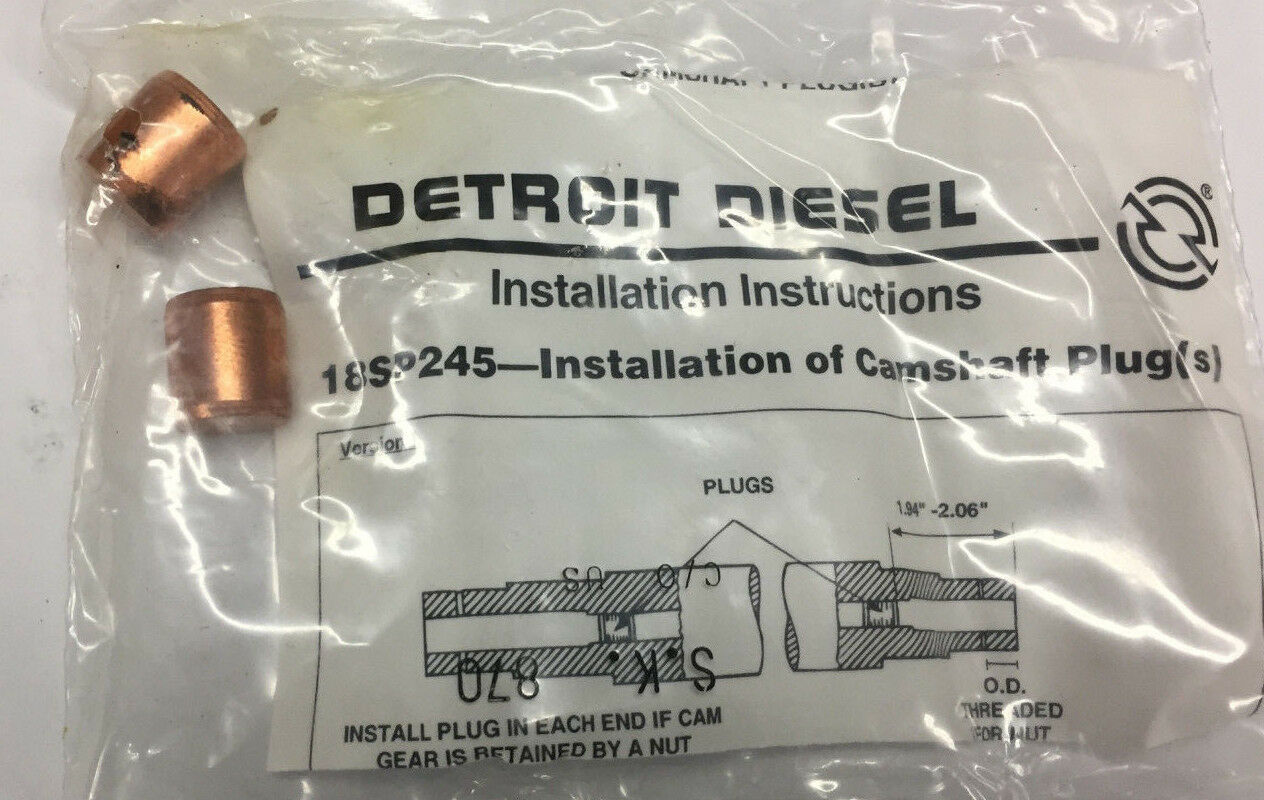 DETROIT DIESEL
®
Installation Instructions
18SP245—Installation of Camshaft Plug(s)
Version
PLUGS
1.94" -2.06"
O.D.
THREADED
FOR NUT
INSTALL PLUG IN EACH END IF CAM
GEAR IS RETAINED BY A NUT